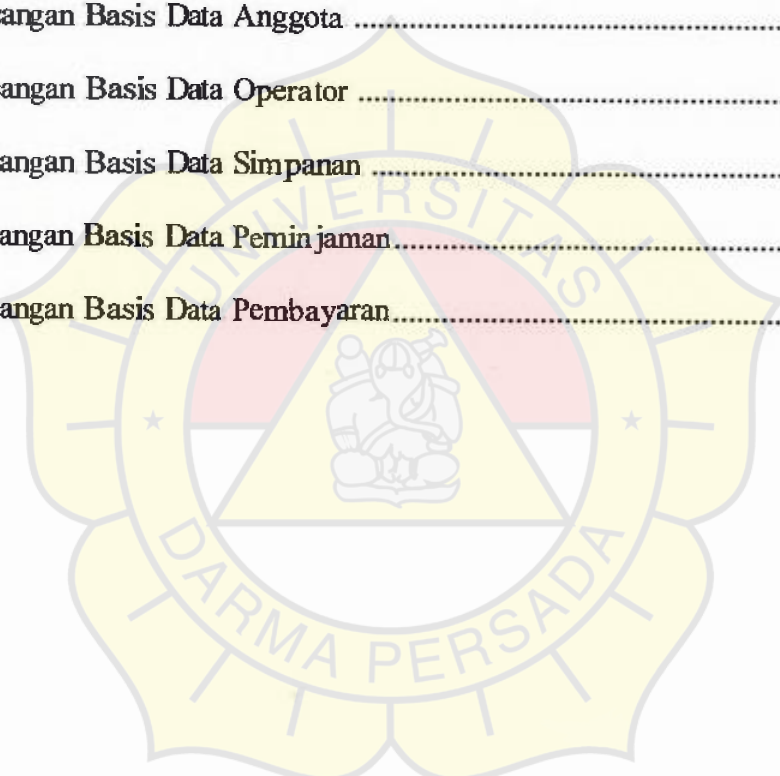 angan Basis Data Anggota ........................................................
angan Basis Data Operator ........................................................
angan Basis Data Simpanan ........................................................
angan Basis Data Peminjaman........................................................
angan Basis Data Pembayaran........................................................
UNIVERSITAS
DARMA PERSADA